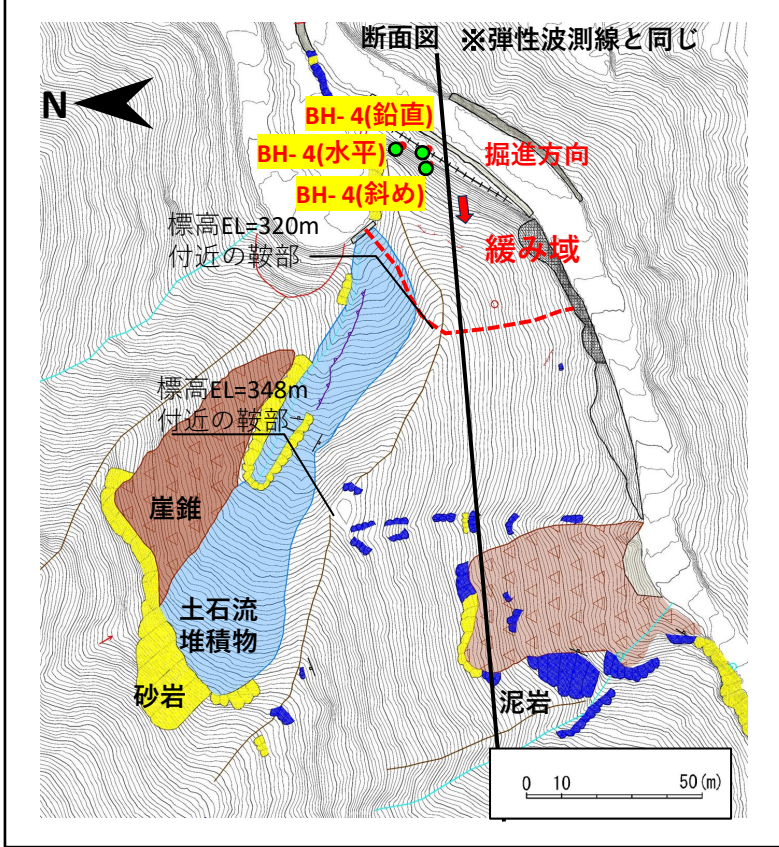 断面図 ※弾性波測線と同じ
N
BH- 4(鉛直)
BH- 4(水平)
BH- 4(斜め)
掘進方向
標高EL=320m
付近の鞍部
緩み域
標高EL=348m
付近の鞍部
崖錐
土石流
堆積物
砂岩
泥岩
0 10 50 (m)